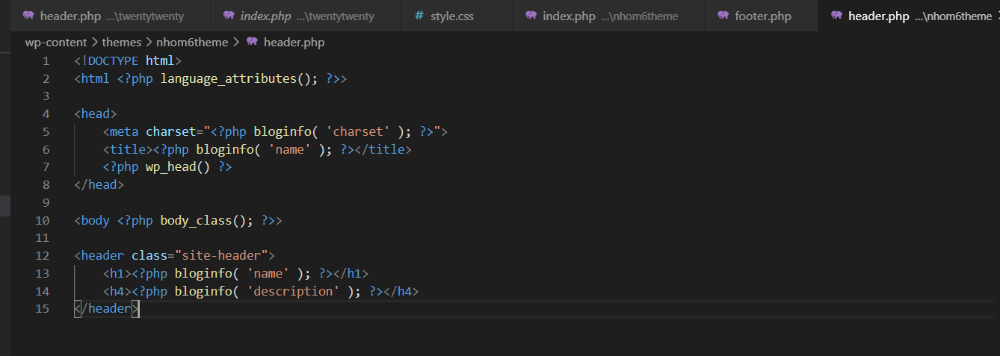 header.php ...\twentytwenty index.php ...\twentytwenty # style.css index.php ...\nhom6theme footer.php header.php ...\nhom6theme
wp-content > themes > nhom6theme > header.php
1 <!DOCTYPE html>
2 <html <?php language_attributes(); ?>>
3
4 <head>
5 <meta charset="<?php bloginfo( 'charset' ); ?>">
6 <title><?php bloginfo( 'name' ); ?></title>
7 <?php wp_head() ?>
8 </head>
9
10 <body <?php body_class(); ?>>
11
12 <header class="site-header">
13 <h1><?php bloginfo( 'name' ); ?></h1>
14 <h4><?php bloginfo( 'description' ); ?></h4>
15 </header>